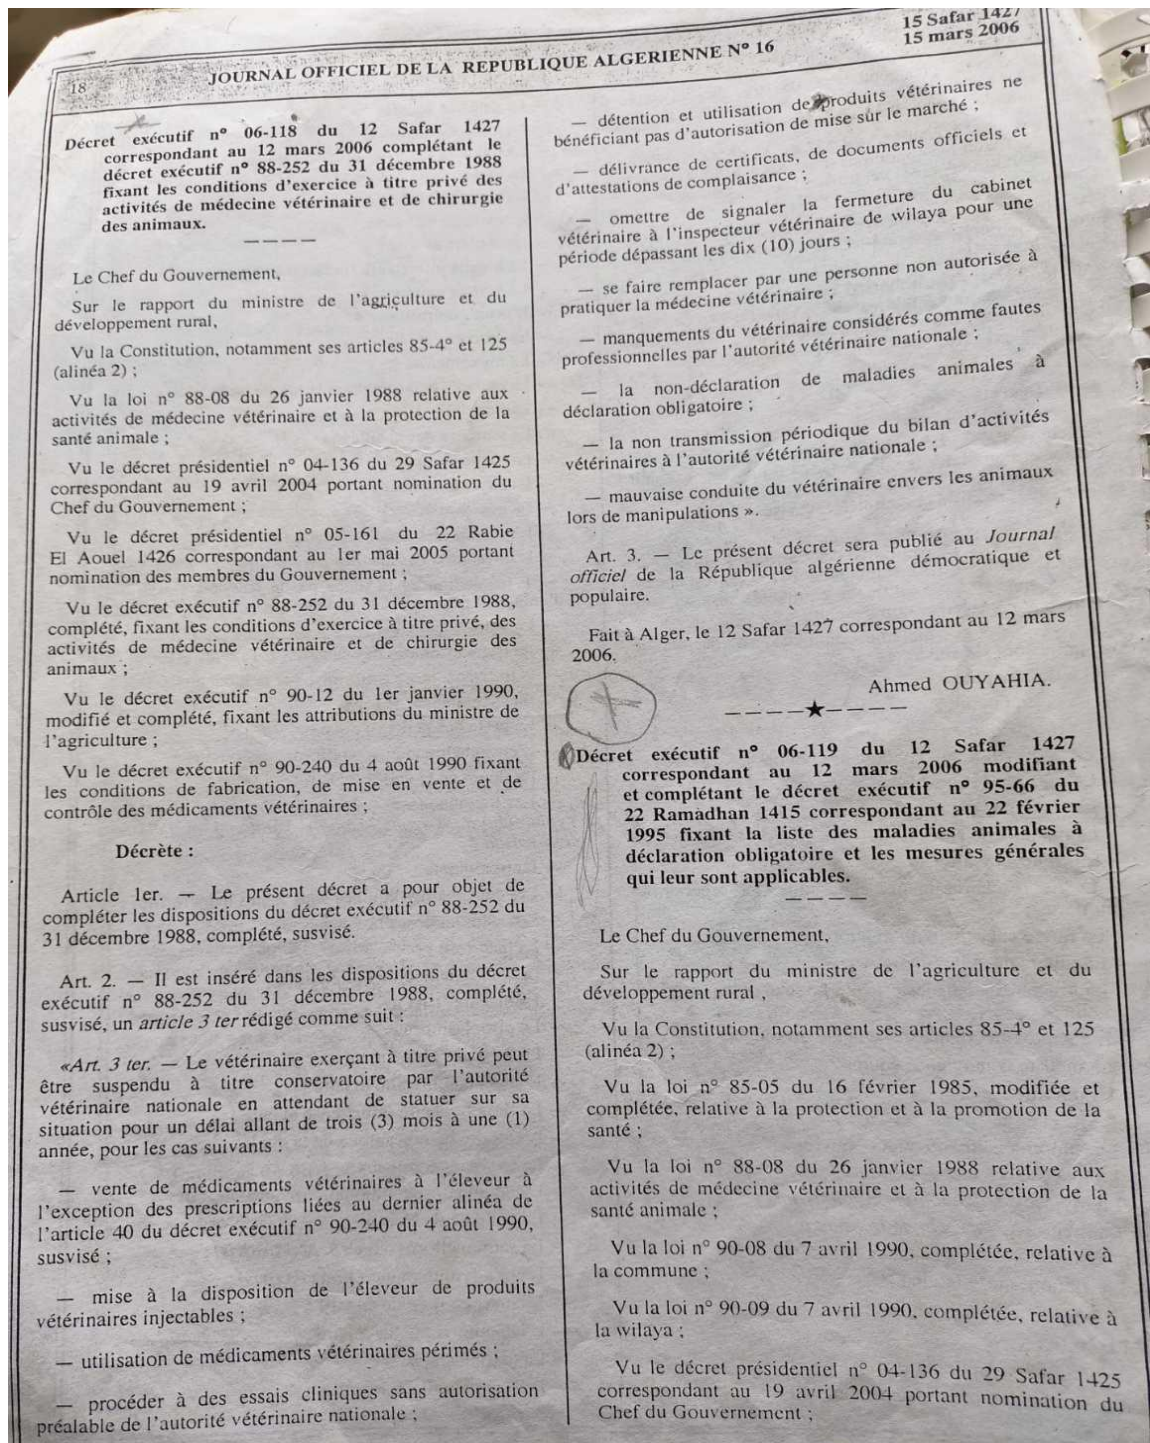 15 Safar 1427
15 mars 2006
18
JOURNAL OFFICIEL DE LA REPUBLIQUE ALGERIENNE N° 16
Décret exécutif n° 06-118 du 12 Safar 1427
correspondant au 12 mars 2006 complétant le
décret exécutif n° 88-252 du 31 décembre 1988
fixant les conditions d'exercice à titre privé des
activités de médecine vétérinaire et de chirurgie
des animaux.
————
Le Chef du Gouvernement,
Sur le rapport du ministre de l'agriculture et du
développement rural,
Vu la Constitution, notamment ses articles 85-4° et 125
(alinéa 2) ;
Vu la loi n° 88-08 du 26 janvier 1988 relative aux
activités de médecine vétérinaire et à la protection de la
santé animale ;
Vu le décret présidentiel n° 04-136 du 29 Safar 1425
correspondant au 19 avril 2004 portant nomination du
Chef du Gouvernement ;
Vu le décret présidentiel n° 05-161 du 22 Rabie
El Aouel 1426 correspondant au 1er mai 2005 portant
nomination des membres du Gouvernement ;
Vu le décret exécutif n° 88-252 du 31 décembre 1988,
complété, fixant les conditions d'exercice à titre privé, des
activités de médecine vétérinaire et de chirurgie des
animaux ;
Vu le décret exécutif n° 90-12 du 1er janvier 1990,
modifié et complété, fixant les attributions du ministre de
l'agriculture ;
Vu le décret exécutif n° 90-240 du 4 août 1990 fixant
les conditions de fabrication, de mise en vente et de
contrôle des médicaments vétérinaires ;
Décrète :
Article 1er. — Le présent décret a pour objet de
compléter les dispositions du décret exécutif n° 88-252 du
31 décembre 1988, complété, susvisé.
Art. 2. — Il est inséré dans les dispositions du décret
exécutif n° 88-252 du 31 décembre 1988, complété,
susvisé, un article 3 ter rédigé comme suit :
«Art. 3 ter. — Le vétérinaire exerçant à titre privé peut
être suspendu à titre conservatoire par l'autorité
vétérinaire nationale en attendant de statuer sur sa
situation pour un délai allant de trois (3) mois à une (1)
année, pour les cas suivants :
— vente de médicaments vétérinaires à l'éleveur à
l'exception des prescriptions liées au dernier alinéa de
l'article 40 du décret exécutif n° 90-240 du 4 août 1990,
susvisé ;
— mise à la disposition de l'éleveur de produits
vétérinaires injectables ;
— utilisation de médicaments vétérinaires périmés ;
— procéder à des essais cliniques sans autorisation
préalable de l'autorité vétérinaire nationale ;
— détention et utilisation de produits vétérinaires ne
bénéficiant pas d'autorisation de mise sur le marché ;
— délivrance de certificats, de documents officiels et
d'attestations de complaisance ;
— omettre de signaler la fermeture du cabinet
vétérinaire à l'inspecteur vétérinaire de wilaya pour une
période dépassant les dix (10) jours ;
— se faire remplacer par une personne non autorisée à
pratiquer la médecine vétérinaire ;
— manquements du vétérinaire considérés comme fautes
professionnelles par l'autorité vétérinaire nationale ;
— la non-déclaration de maladies animales à
déclaration obligatoire ;
— la non transmission périodique du bilan d'activités
vétérinaires à l'autorité vétérinaire nationale ;
— mauvaise conduite du vétérinaire envers les animaux
lors de manipulations ».
Art. 3. — Le présent décret sera publié au Journal
officiel de la République algérienne démocratique et
populaire.
Fait à Alger, le 12 Safar 1427 correspondant au 12 mars
2006.
Ahmed OUYAHIA.
————★————
Décret exécutif n° 06-119 du 12 Safar 1427
correspondant au 12 mars 2006 modifiant
et complétant le décret exécutif n° 95-66 du
22 Ramadhan 1415 correspondant au 22 février
1995 fixant la liste des maladies animales à
déclaration obligatoire et les mesures générales
qui leur sont applicables.
————
Le Chef du Gouvernement,
Sur le rapport du ministre de l'agriculture et du
développement rural ,
Vu la Constitution, notamment ses articles 85-4° et 125
(alinéa 2) ;
Vu la loi n° 85-05 du 16 février 1985, modifiée et
complétée, relative à la protection et à la promotion de la
santé ;
Vu la loi n° 88-08 du 26 janvier 1988 relative aux
activités de médecine vétérinaire et à la protection de la
santé animale ;
Vu la loi n° 90-08 du 7 avril 1990, complétée, relative à
la commune ;
Vu la loi n° 90-09 du 7 avril 1990, complétée, relative à
la wilaya ;
Vu le décret présidentiel n° 04-136 du 29 Safar 1425
correspondant au 19 avril 2004 portant nomination du
Chef du Gouvernement ;